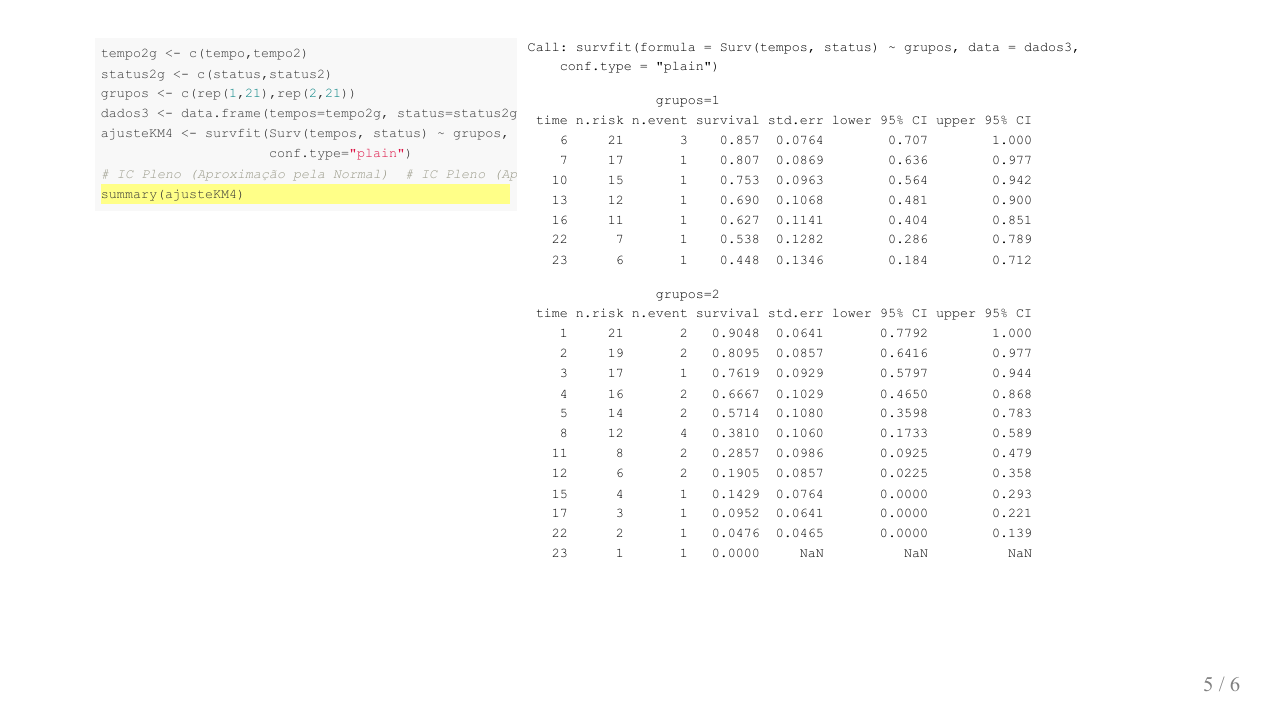 tempo2g <- c(tempo,tempo2)
status2g <- c(status,status2)
grupos <- c(rep(1,21),rep(2,21))
dados3 <- data.frame(tempos=tempo2g, status=status2g
ajusteKM4 <- survfit(Surv(tempos, status) ~ grupos,
conf.type="plain")
# IC Pleno (Aproximação pela Normal)  # IC Pleno (Ap
summary(ajusteKM4)
Call: survfit(formula = Surv(tempos, status) ~ grupos, data = dados3,
conf.type = "plain")
grupos=1
time n.risk n.event survival std.err lower 95% CI upper 95% CI
6 21 3 0.857 0.0764 0.707 1.000
7 17 1 0.807 0.0869 0.636 0.977
10 15 1 0.753 0.0963 0.564 0.942
13 12 1 0.690 0.1068 0.481 0.900
16 11 1 0.627 0.1141 0.404 0.851
22 7 1 0.538 0.1282 0.286 0.789
23 6 1 0.448 0.1346 0.184 0.712
grupos=2
time n.risk n.event survival std.err lower 95% CI upper 95% CI
1 21 2 0.9048 0.0641 0.7792 1.000
2 19 2 0.8095 0.0857 0.6416 0.977
3 17 1 0.7619 0.0929 0.5797 0.944
4 16 2 0.6667 0.1029 0.4650 0.868
5 14 2 0.5714 0.1080 0.3598 0.783
8 12 4 0.3810 0.1060 0.1733 0.589
11 8 2 0.2857 0.0986 0.0925 0.479
12 6 2 0.1905 0.0857 0.0225 0.358
15 4 1 0.1429 0.0764 0.0000 0.293
17 3 1 0.0952 0.0641 0.0000 0.221
22 2 1 0.0476 0.0465 0.0000 0.139
23 1 1 0.0000 NaN NaN NaN
5 / 6